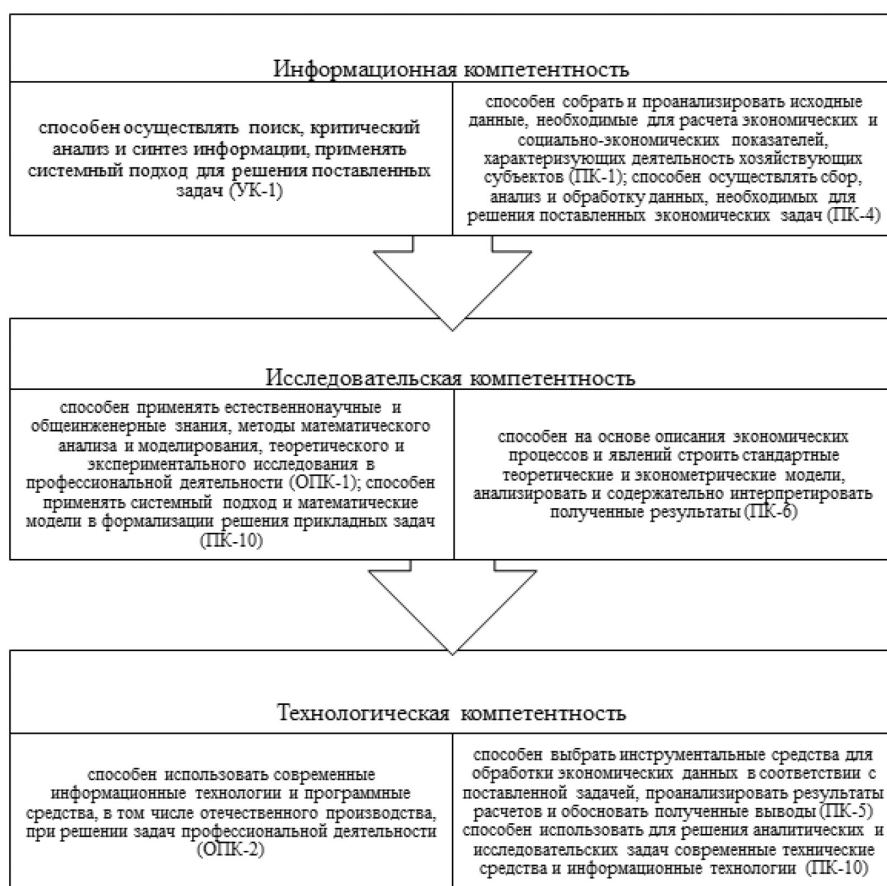 Информационная компетентность
способен осуществлять поиск, критический
анализ и синтез информации, применять
системный подход для решения поставленных
задач (УК-1)
способен собрать и проанализировать исходные
данные, необходимые для расчета экономических и
социально-экономических показателей,
характеризующих деятельность хозяйствующих
субъектов (ПК-1); способен осуществлять сбор,
анализ и обработку данных, необходимых для
решения поставленных экономических задач (ПК-4)
Исследовательская компетентность
способен применять естественнонаучные и
общеинженерные знания, методы математического
анализа и моделирования, теоретического и
экспериментального исследования в
профессиональной деятельности (ОПК-1); способен
применять системный подход и математические
модели в формализации решения прикладных задач
(ПК-10)
способен на основе описания экономических
процессов и явлений строить стандартные
теоретические и эконометрические модели,
анализировать и содержательно интерпретировать
полученные результаты (ПК-6)
Технологическая компетентность
способен использовать современные
информационные технологии и программные
средства, в том числе отечественного производства,
при решении задач профессиональной деятельности
(ОПК-2)
способен выбрать инструментальные средства для
обработки экономических данных в соответствии с
поставленной задачей, проанализировать результаты
расчетов и обосновать полученные выводы (ПК-5)
способен использовать для решения аналитических и
исследовательских задач современные технические
средства и информационные технологии (ПК-10)